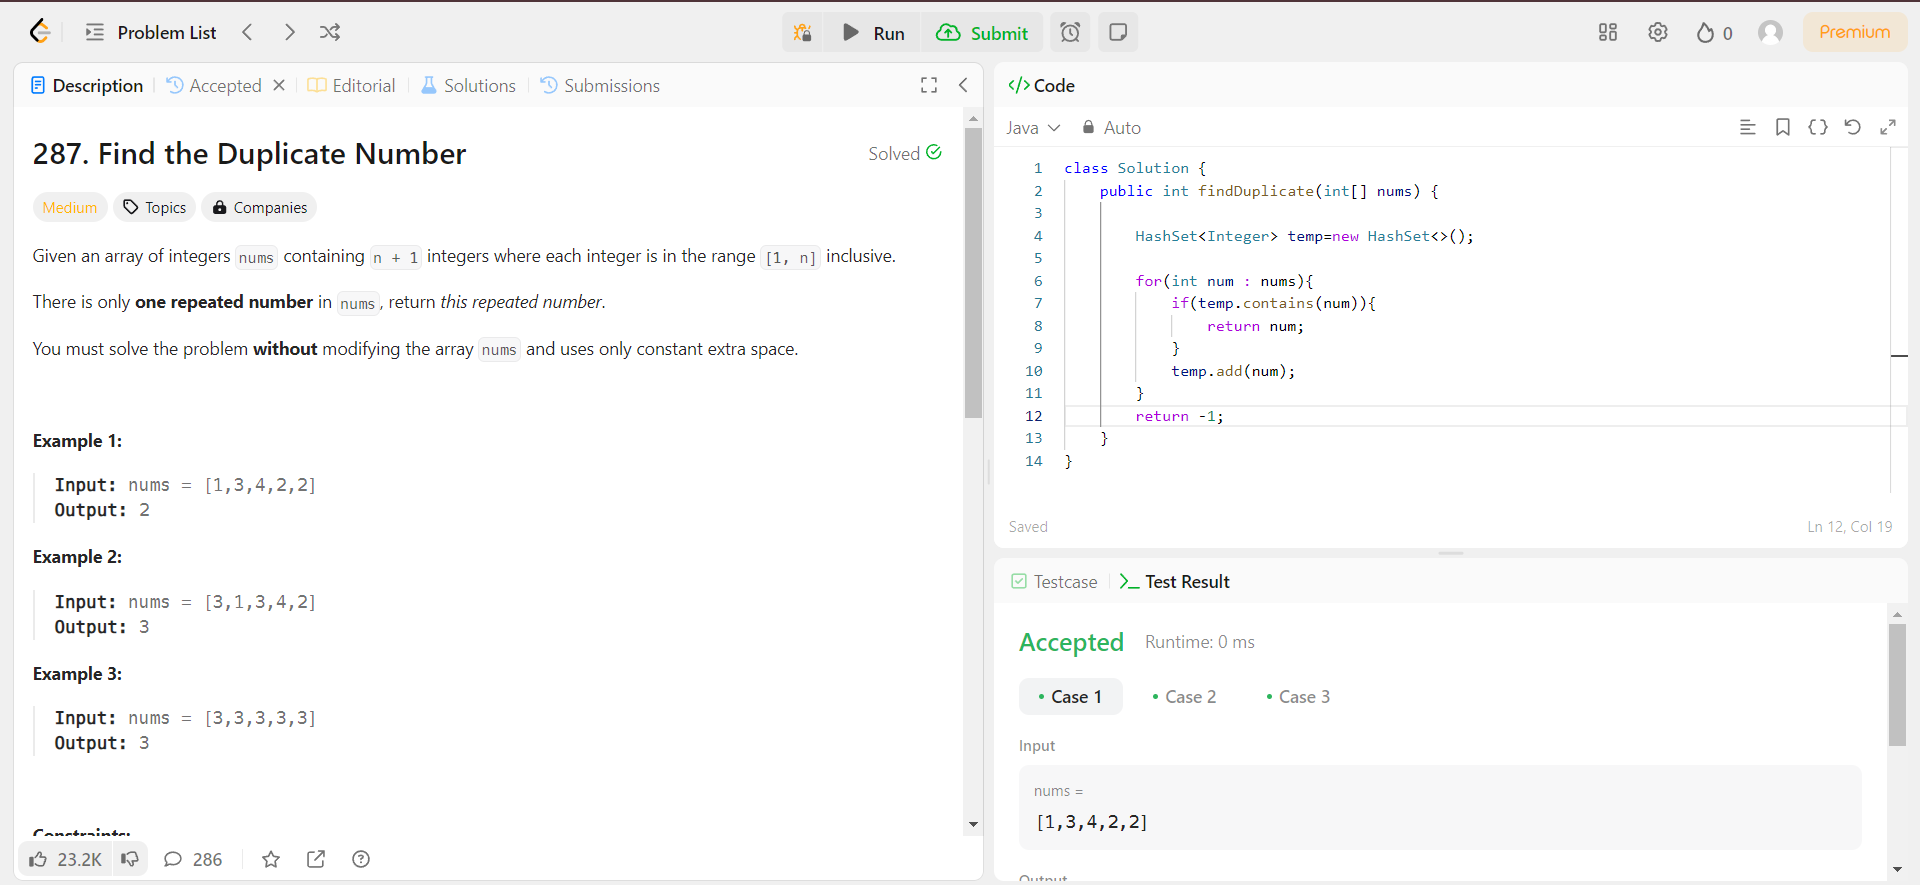 Problem List
Run
Submit
0
Premium
Description
Accepted
Editorial
Solutions
Submissions
287. Find the Duplicate Number
Solved
Medium
Topics
Companies
Given an array of integers nums containing n + 1 integers where each integer is in the range [1, n] inclusive.
There is only one repeated number in nums, return this repeated number.
You must solve the problem without modifying the array nums and uses only constant extra space.
Example 1:
Input: nums = [1,3,4,2,2]
Output: 2
Example 2:
Input: nums = [3,1,3,4,2]
Output: 3
Example 3:
Input: nums = [3,3,3,3,3]
Output: 3
Constraints:
23.2K
286
</> Code
Java
Auto
1 class Solution {
2 public int findDuplicate(int[] nums) {
3
4 HashSet<Integer> temp=new HashSet<>();
5
6 for(int num : nums){
7 if(temp.contains(num)){
8 return num;
9 }
10 temp.add(num);
11 }
12 return -1;
13 }
14 }
Saved
Ln 12, Col 19
Testcase
Test Result
Accepted
Runtime: 0 ms
Case 1
Case 2
Case 3
Input
nums =
[1,3,4,2,2]
Output